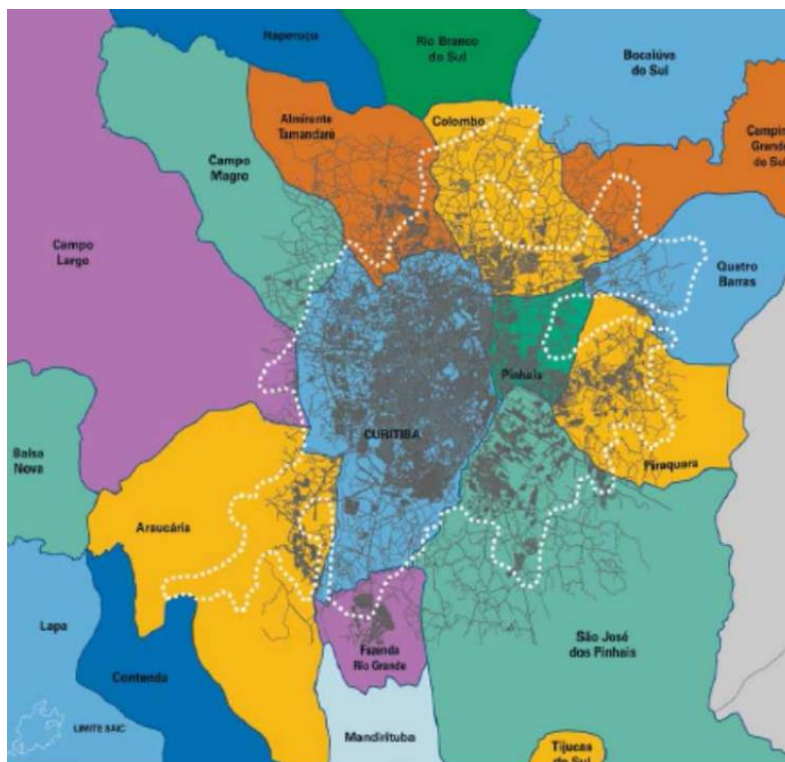 Itaperuçu
Rio Branco
do Sul
Bocaiúva
do Sul
Almirante
Tamandaré
Colombo
Campina
Grande
do Sul
Campo
Magro
Campo
Largo
Quatro
Barras
Pinhais
CURITIBA
Balsa
Nova
Piraquara
Araucária
Lapa
São José
dos Pinhais
Fazenda
Rio Grande
Contenda
LIMITE SAIC
Mandirituba
Tijucas
do Sul